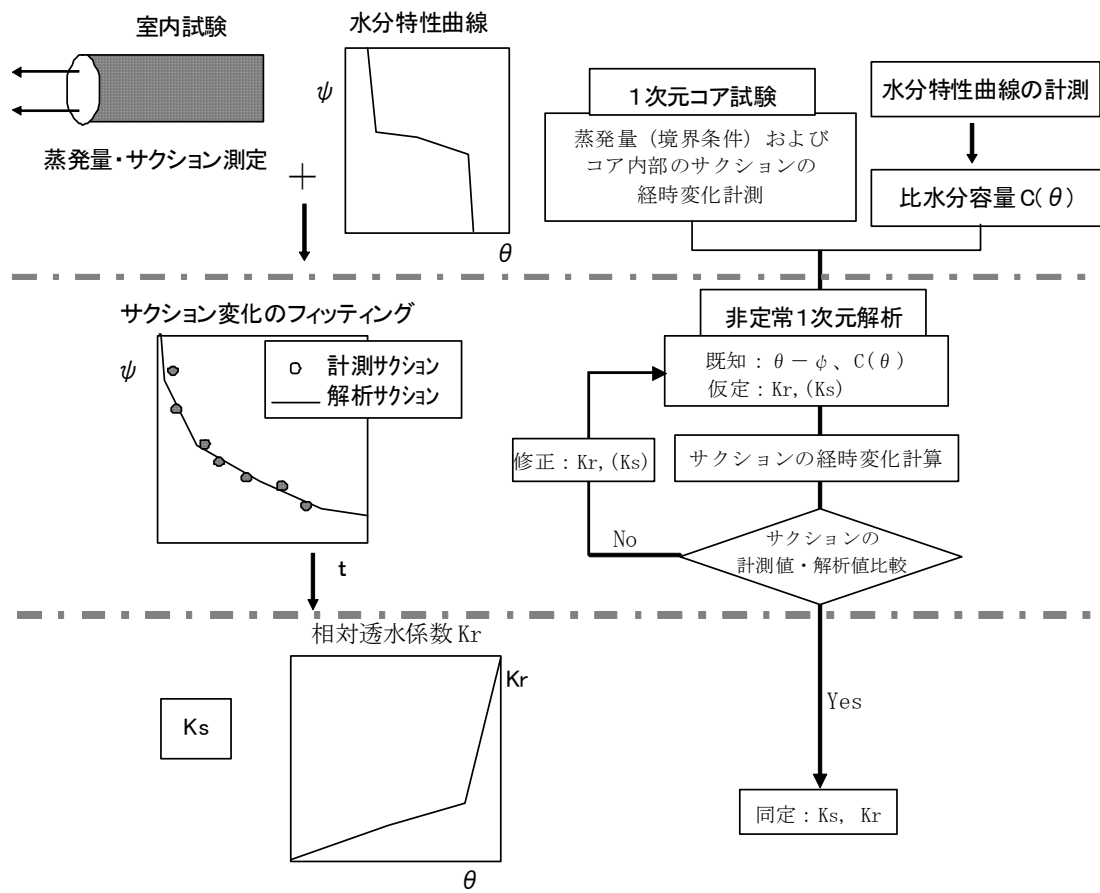 室内試験
水分特性曲線
ψ
θ
蒸発量・サクション測定
+
1次元コア試験
蒸発量（境界条件）および
コア内部のサクションの
経時変化計測
水分特性曲線の計測
比水分容量C(θ)
サクション変化のフィッティング
ψ
計測サクション
解析サクション
t
非定常1次元解析
既知：θ－φ、C(θ)
仮定：Kr,(Ks)
修正：Kr,(Ks)
サクションの経時変化計算
No
サクションの
計測値・解析値比較
Yes
同定：Ks, Kr
相対透水係数Kr
Kr
Ks
θ